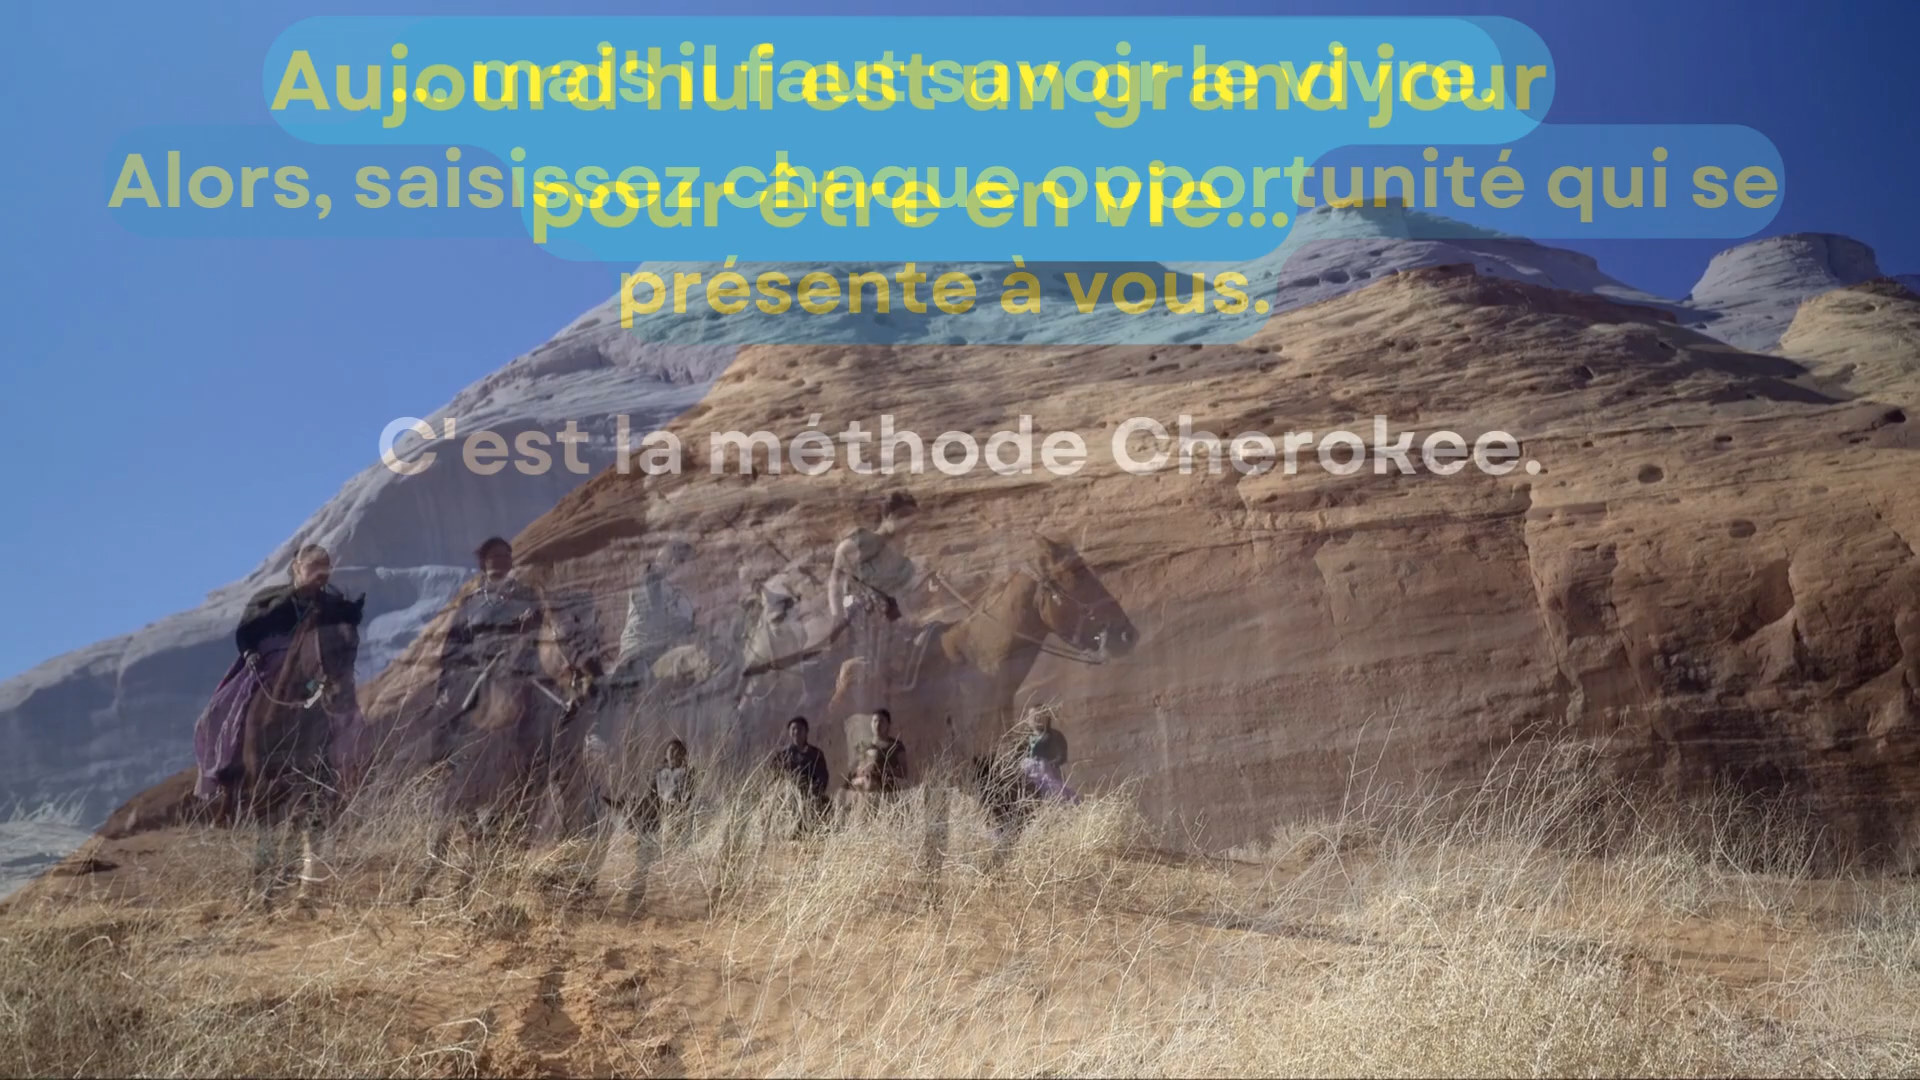 Aujourd'hui est un grand jour
pour être en vie...
... mais il faut savoir le vivre.
Alors, saisissez chaque opportunité qui se
présente à vous.
C'est la méthode Cherokee.